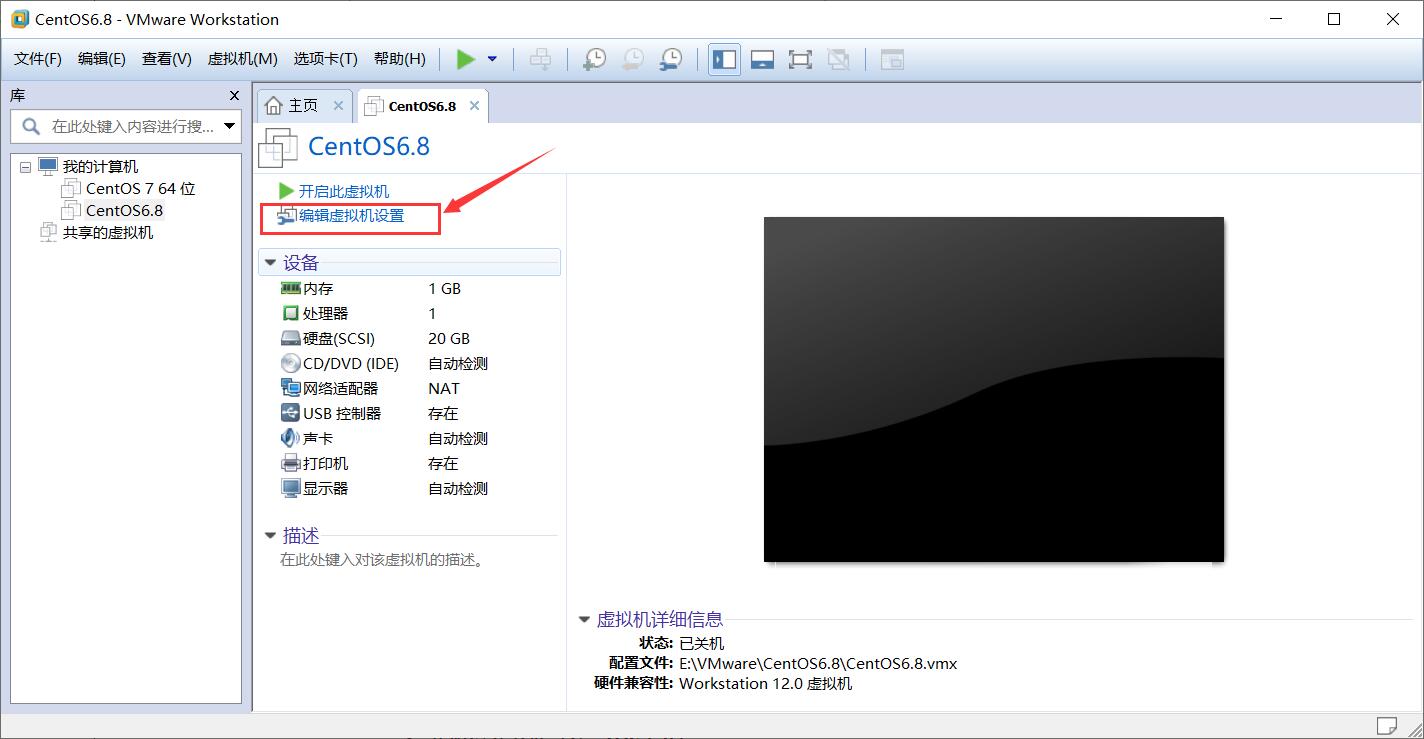 CentOS6.8 - VMware Workstation
文件(F) 编辑(E) 查看(V) 虚拟机(M) 选项卡(T) 帮助(H)
库
在此处键入内容进行搜...
我的计算机
CentOS 7 64 位
CentOS6.8
共享的虚拟机
主页 CentOS6.8
CentOS6.8
开启此虚拟机
编辑虚拟机设置
设备
内存 1 GB
处理器 1
硬盘(SCSI) 20 GB
CD/DVD (IDE) 自动检测
网络适配器 NAT
USB 控制器 存在
声卡 自动检测
打印机 存在
显示器 自动检测
描述
在此处键入对该虚拟机的描述。
虚拟机详细信息
状态: 已关机
配置文件: E:\VMware\CentOS6.8\CentOS6.8.vmx
硬件兼容性: Workstation 12.0 虚拟机